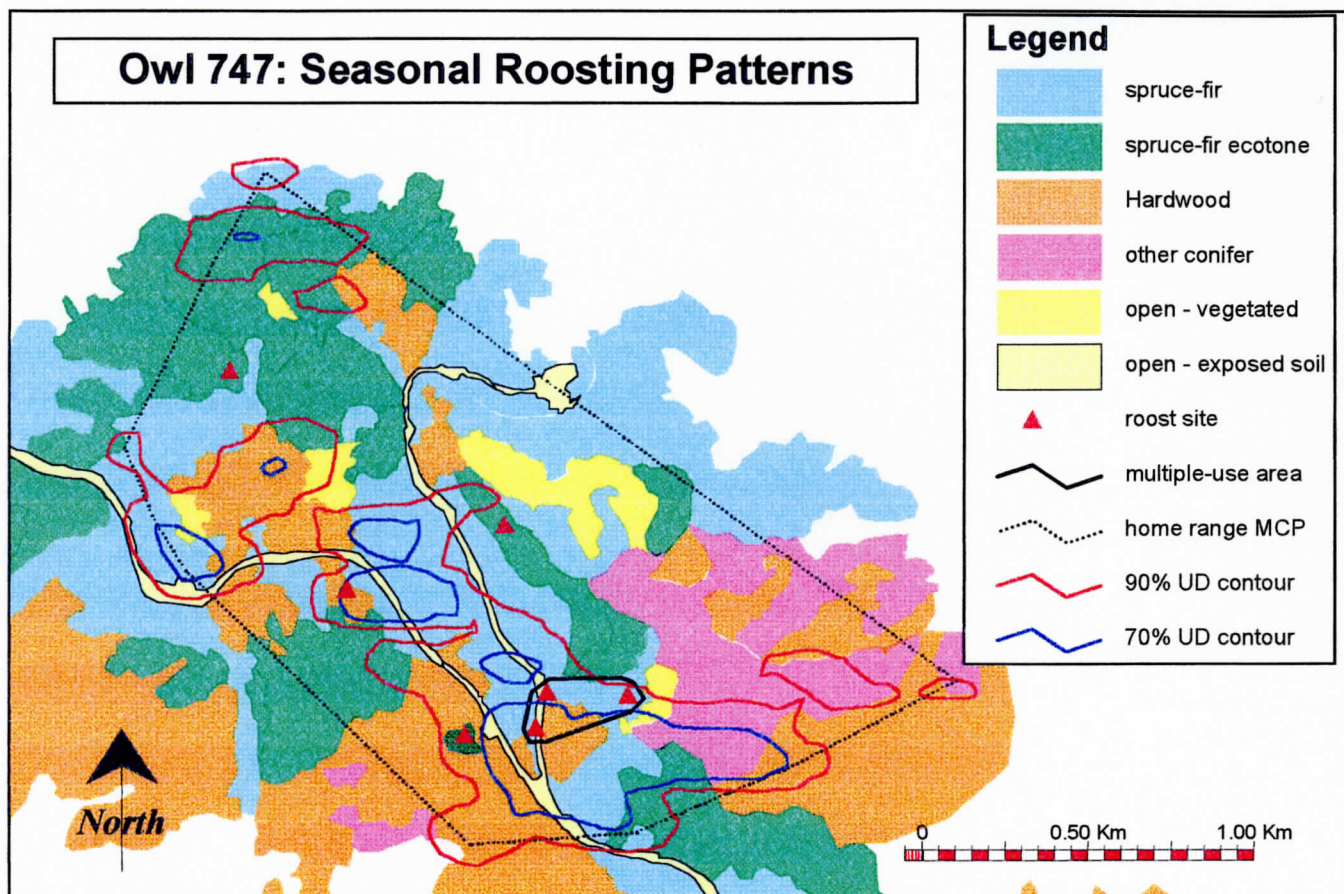 Owl 747: Seasonal Roosting Patterns
Legend
spruce-fir
spruce-fir ecotone
Hardwood
other conifer
open - vegetated
open - exposed soil
roost site
multiple-use area
home range MCP
90% UD contour
70% UD contour
North
0 0.50 Km 1.00 Km